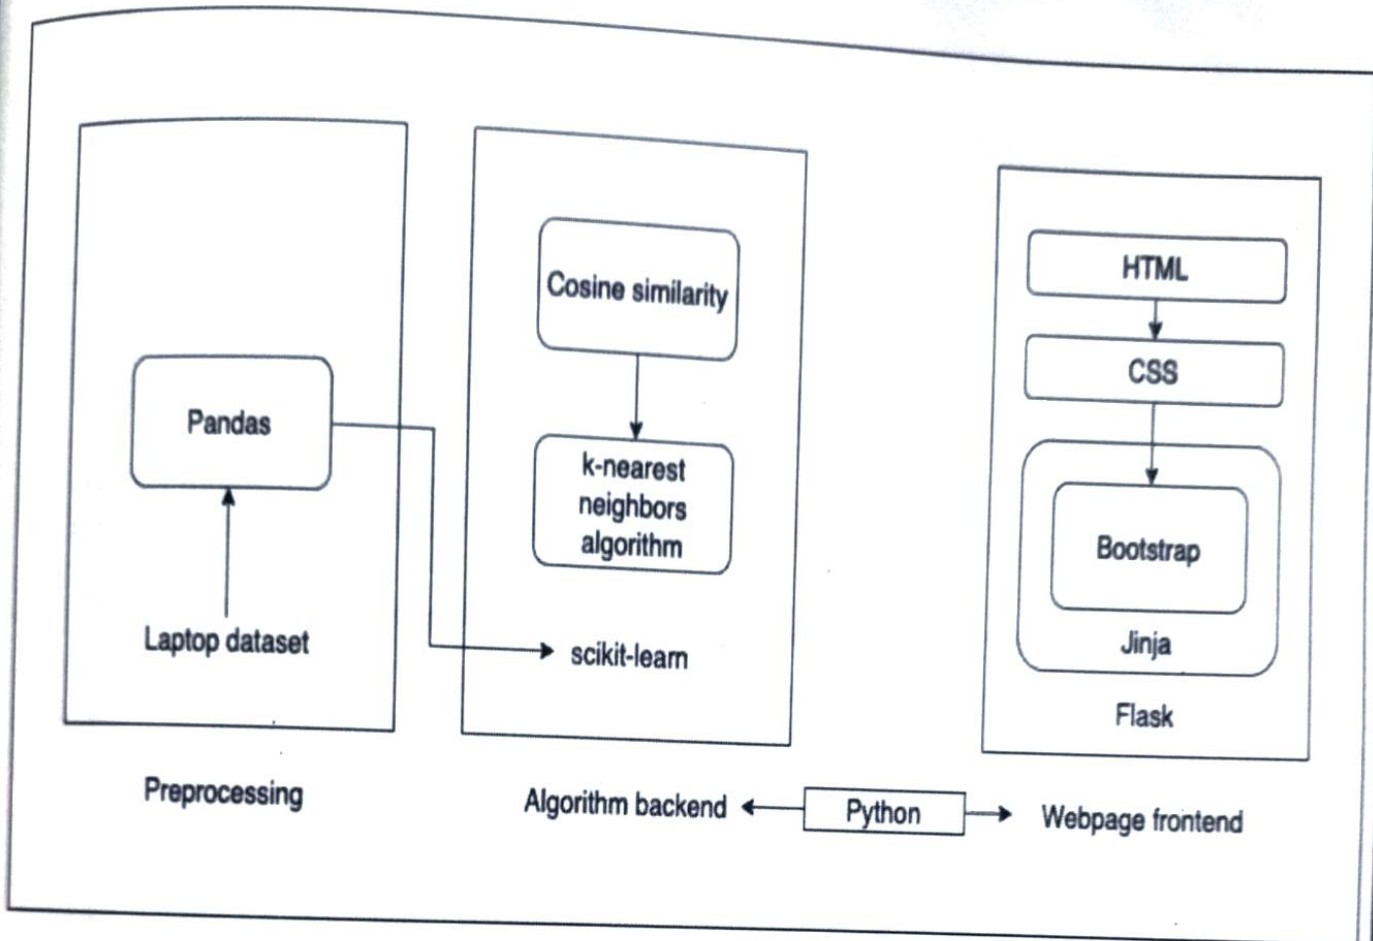 Pandas
Laptop dataset
Preprocessing
Cosine similarity
k-nearest
neighbors
algorithm
scikit-learn
Algorithm backend
Python
HTML
CSS
Bootstrap
Jinja
Flask
Webpage frontend